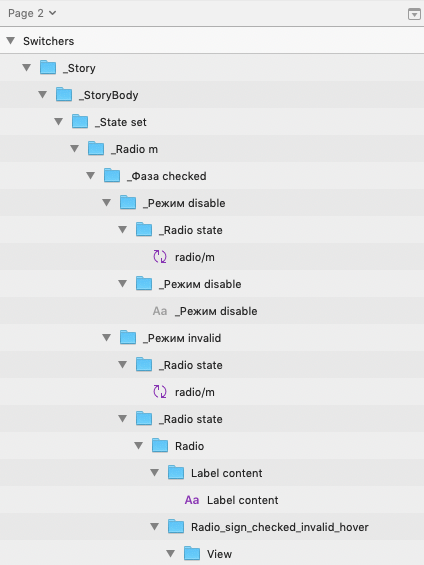 Page 2
Switchers
_Story
_StoryBody
_State set
_Radio m
_Фаза checked
_Режим disable
_Radio state
radio/m
_Режим disable
Aa _Режим disable
_Режим invalid
_Radio state
radio/m
_Radio state
Radio
Label content
Aa Label content
Radio_sign_checked_invalid_hover
View